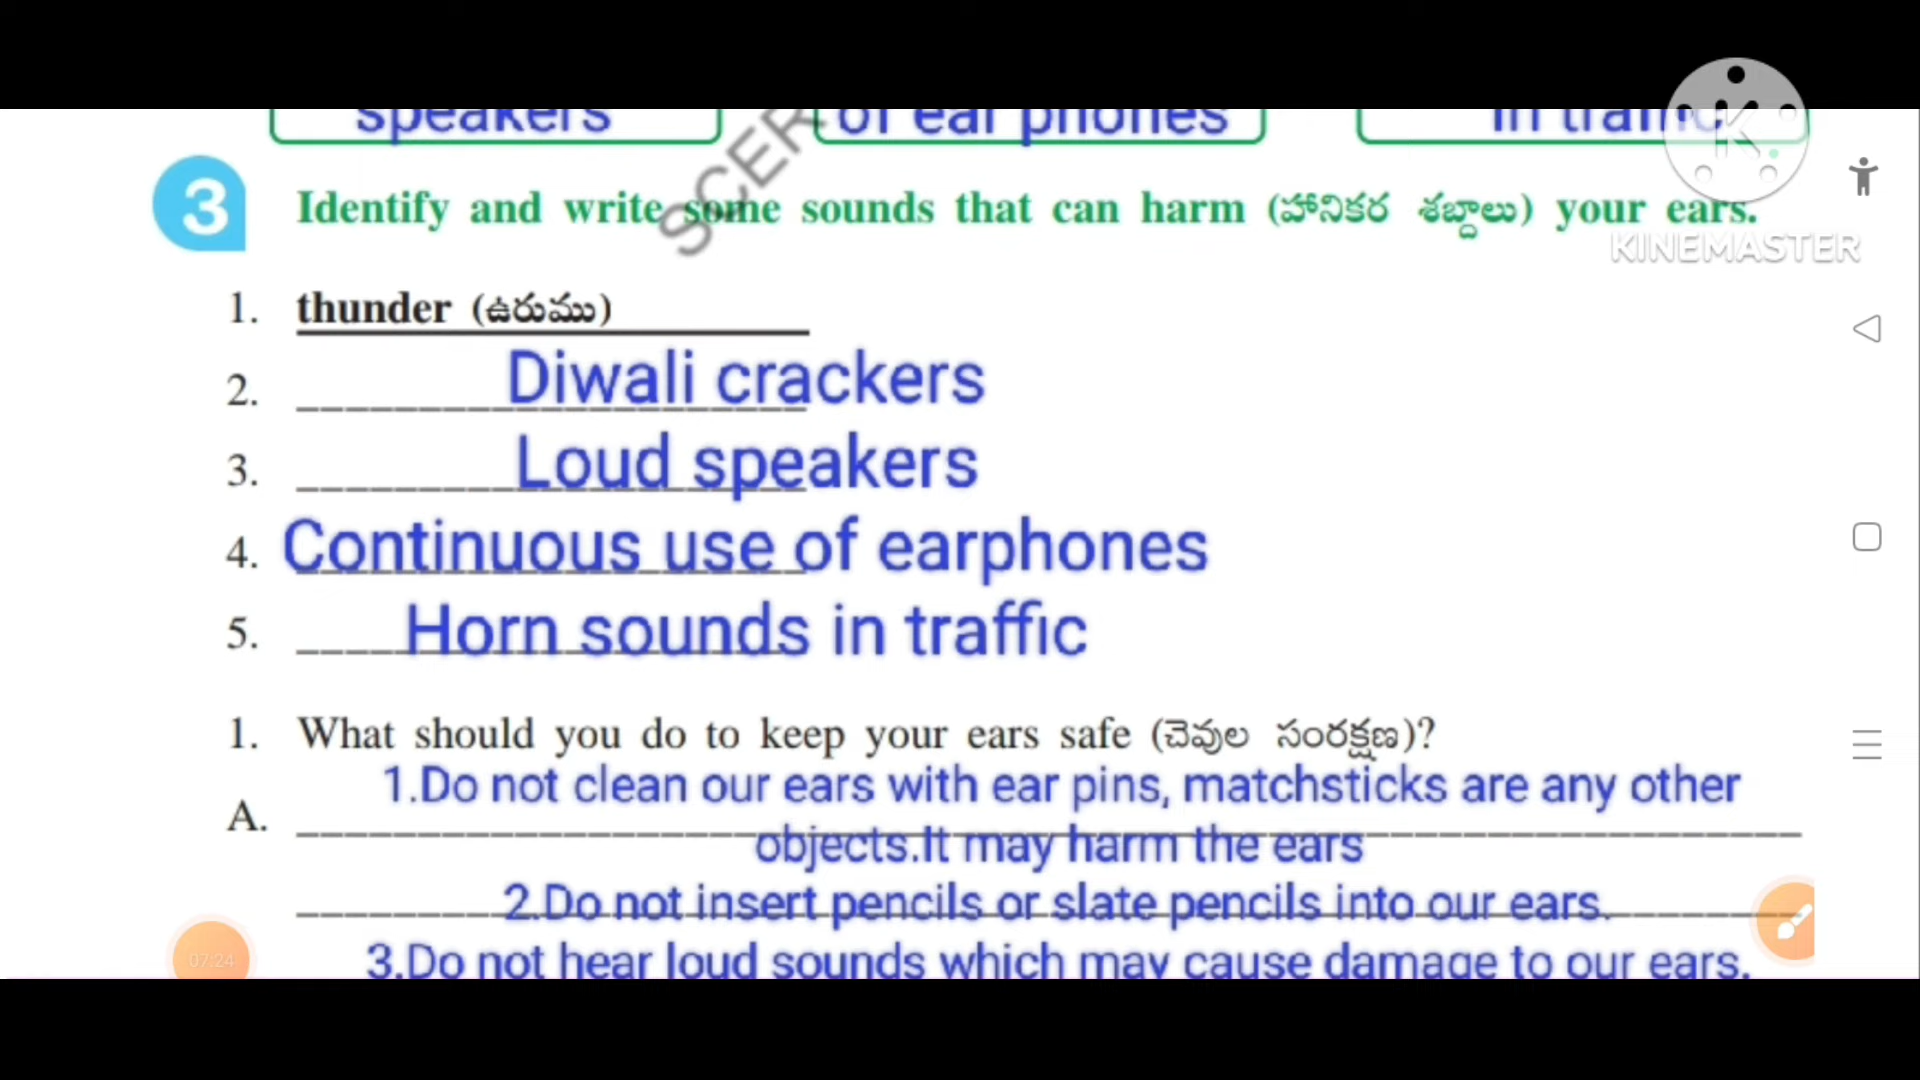 speakers
of ear phones
in traffic
SCER
KINEMASTER
3
Identify and write some sounds that can harm (హానికర శబ్దాలు) your ears.
1. thunder (ఉరుము)
2. Diwali crackers
3. Loud speakers
4. Continuous use of earphones
5. Horn sounds in traffic
1. What should you do to keep your ears safe (చెవుల సంరక్షణ)?
1.Do not clean our ears with ear pins, matchsticks are any other
A.
objects.It may harm the ears
2.Do not insert pencils or slate pencils into our ears.
3.Do not hear loud sounds which may cause damage to our ears.
07:24